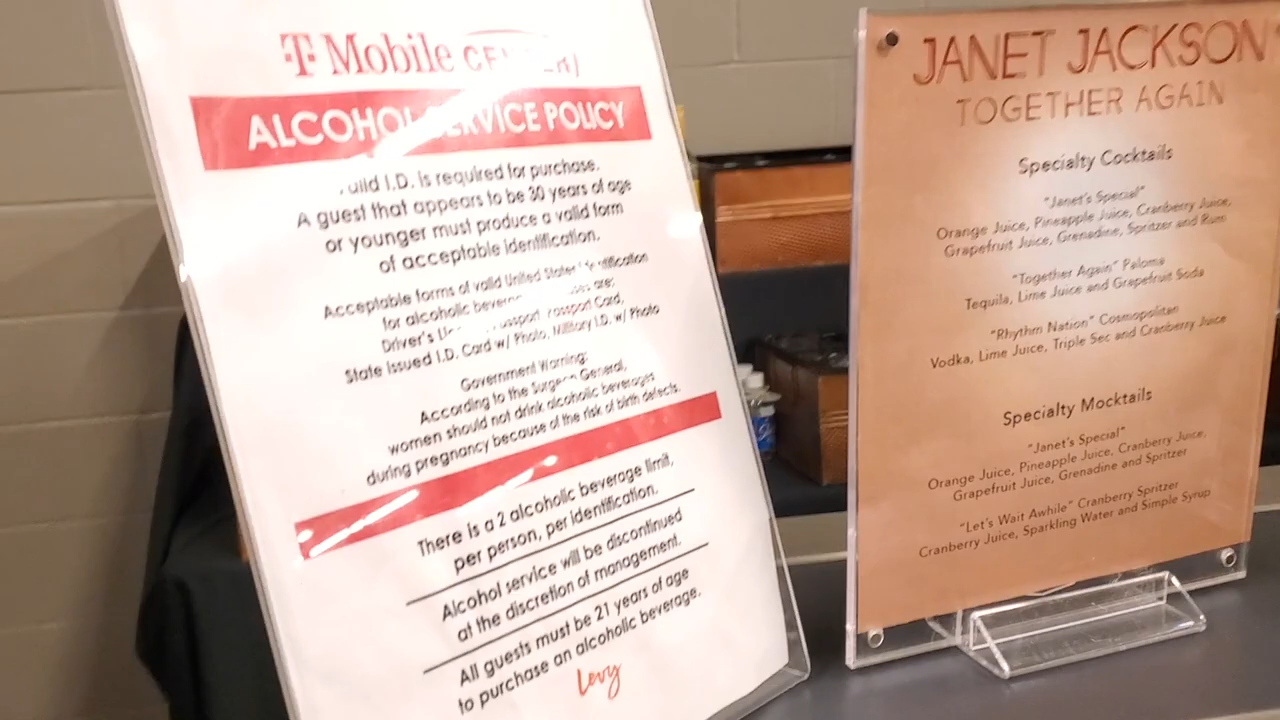 T Mobile CENTER
ALCOHOL SERVICE POLICY
I.D. is required for purchase.
A guest that appears to be 30 years of age
or younger must produce a valid form
of acceptable identification.
Acceptable forms of valid United States
for alcoholic are:
Driver's Passport Card,
State Issued I.D. Card w/ Photo, Military I.D. w/ Photo
Government Warning:
According to the Surgeon General,
women should not drink alcoholic beverages
during pregnancy because of the risk of birth defects.
There is a 2 alcoholic beverage limit,
per person, per identification.
Alcohol service will be discontinued
at the discretion of management.
All guests must be 21 years of age
to purchase an alcoholic beverage.
Levy
JANET JACKSON
TOGETHER AGAIN
Specialty Cocktails
"Janet's Special"
Orange Juice, Pineapple Juice, Cranberry Juice,
Grapefruit Juice, Grenadine, Spritzer and Rum
"Together Again" Paloma
Tequila, Lime Juice and Grapefruit Soda
"Rhythm Nation" Cosmopolitan
Vodka, Lime Juice, Triple Sec and Cranberry Juice
Specialty Mocktails
"Janet's Special"
Orange Juice, Pineapple Juice, Cranberry Juice,
Grapefruit Juice, Grenadine and Spritzer
"Let's Wait Awhile" Cranberry Spritzer
Cranberry Juice, Sparkling Water and Simple Syrup